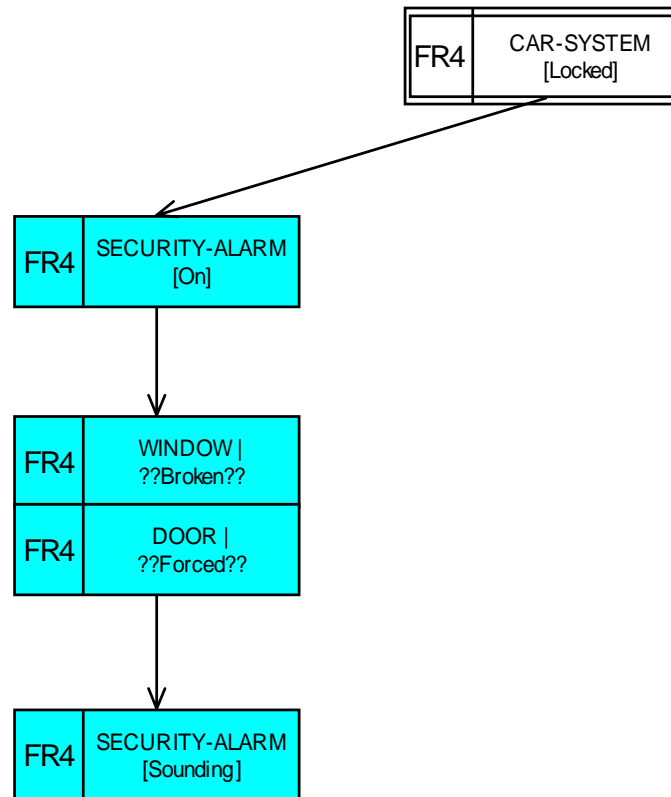 FR4
CAR-SYSTEM
[Locked]
FR4
SECURITY-ALARM
[On]
FR4
WINDOW |
??Broken??
FR4
DOOR |
??Forced??
FR4
SECURITY-ALARM
[Sounding]